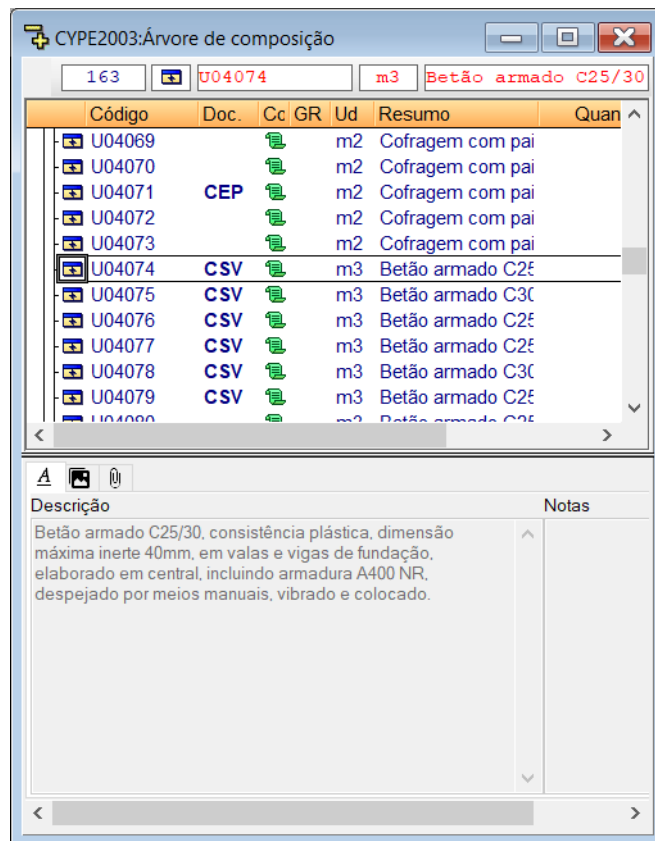 CYPE2003:Árvore de composição
163 U04074 m3 Betão armado C25/30
Código Doc. Cc GR Ud Resumo Quan
U04069 m2 Cofragem com pai
U04070 m2 Cofragem com pai
U04071 CEP m2 Cofragem com pai
U04072 m2 Cofragem com pai
U04073 m2 Cofragem com pai
U04074 CSV m3 Betão armado C25
U04075 CSV m3 Betão armado C30
U04076 CSV m3 Betão armado C25
U04077 CSV m3 Betão armado C25
U04078 CSV m3 Betão armado C30
U04079 CSV m3 Betão armado C25
U04080 m3 Betão armado C25
A
Descrição Notas
Betão armado C25/30, consistência plástica, dimensão
máxima inerte 40mm, em valas e vigas de fundação,
elaborado em central, incluindo armadura A400 NR,
despejado por meios manuais, vibrado e colocado.